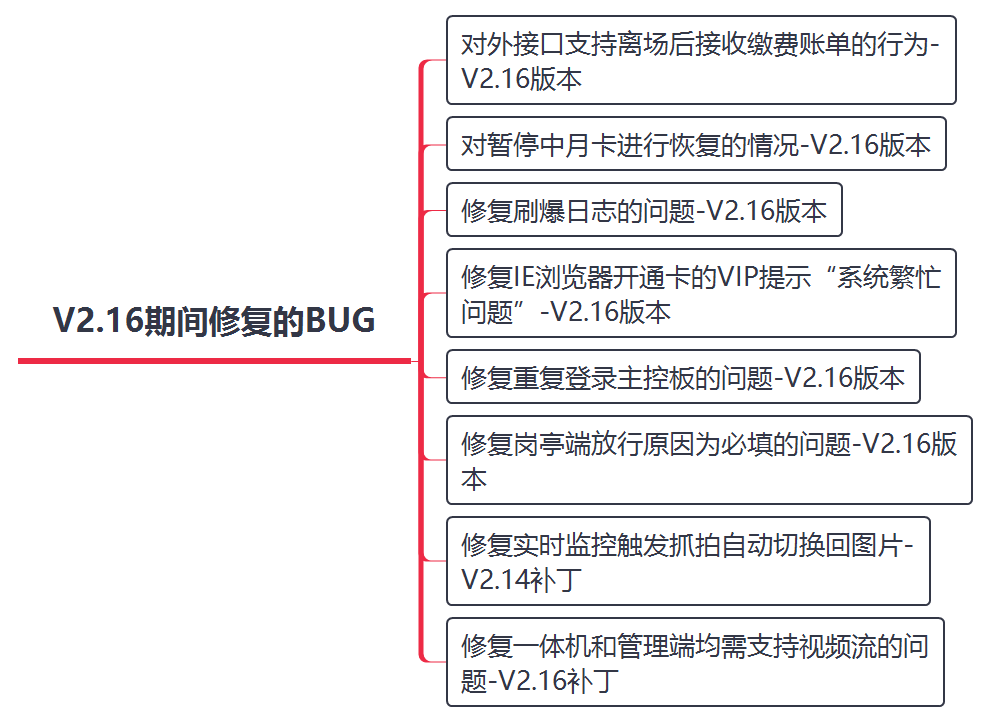 V2.16期间修复的BUG
对外接口支持离场后接收缴费账单的行为-
V2.16版本
对暂停中月卡进行恢复的情况-V2.16版本
修复刷爆日志的问题-V2.16版本
修复IE浏览器开通卡的VIP提示“系统繁忙
问题”-V2.16版本
修复重复登录主控板的问题-V2.16版本
修复岗亭端放行原因为必填的问题-V2.16版
本
修复实时监控触发抓拍自动切换回图片-
V2.14补丁
修复一体机和管理端均需支持视频流的问
题-V2.16补丁